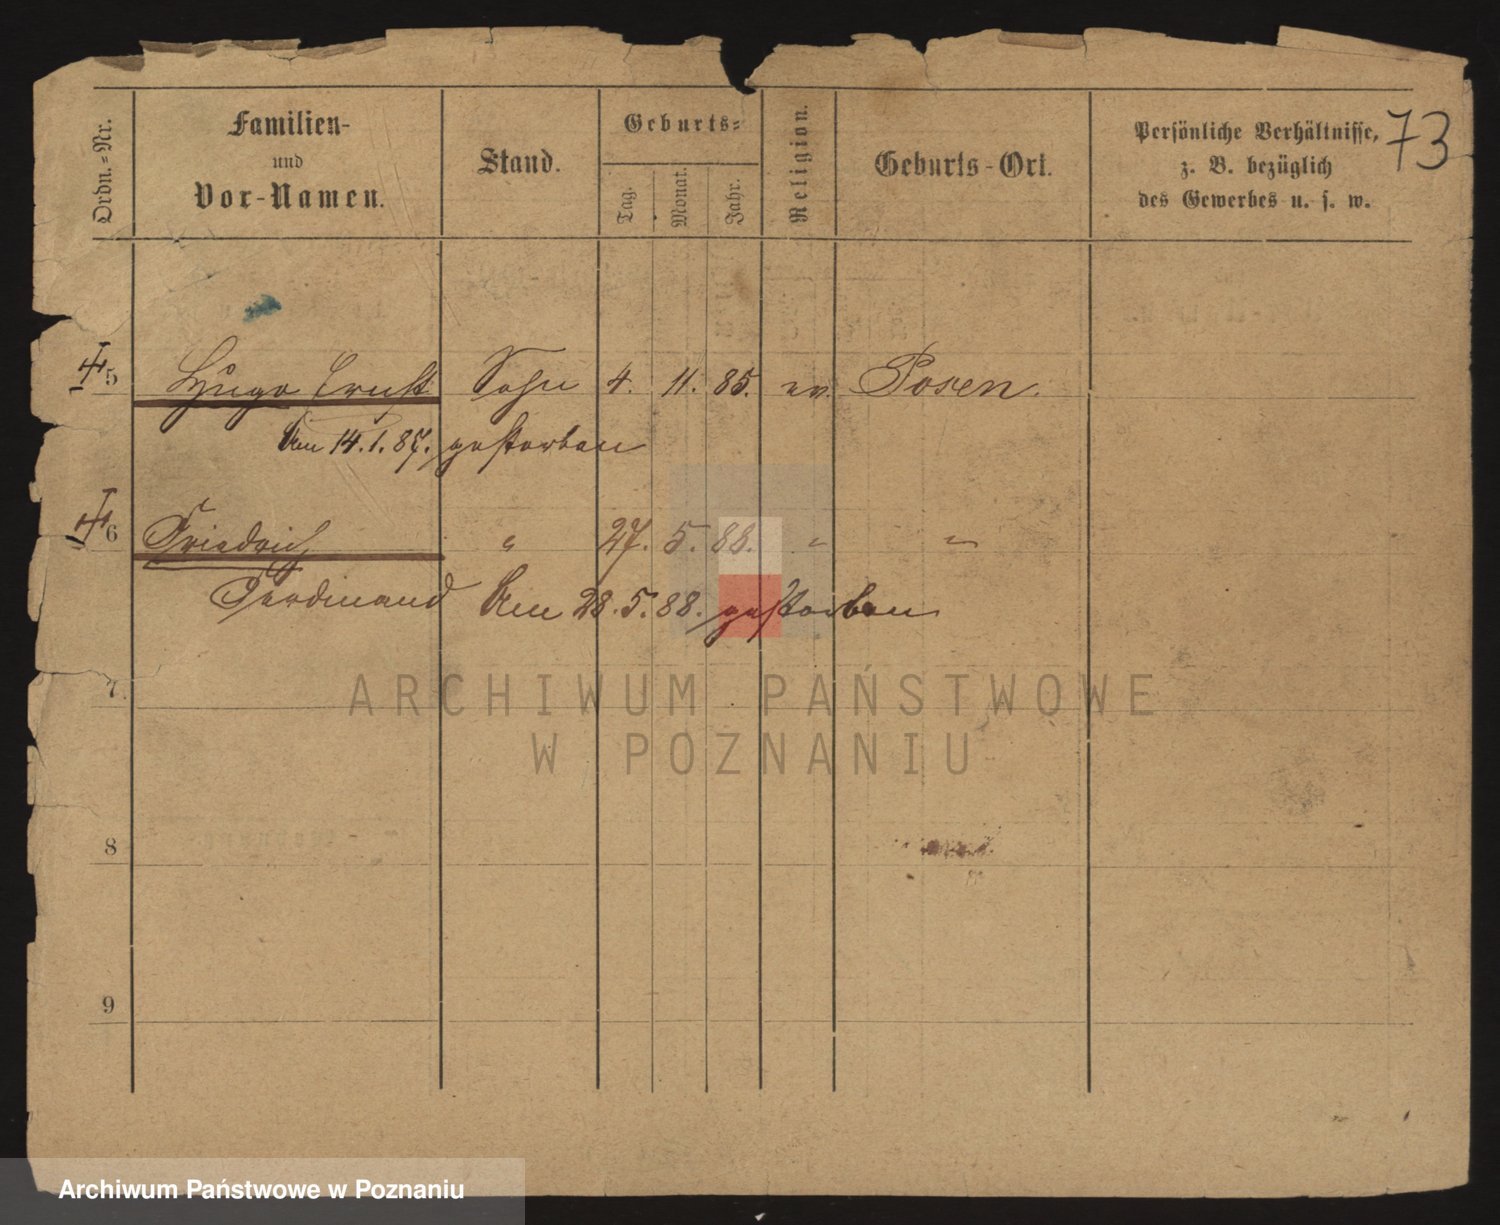 73
Ordn.=Nr.
Familien-
und
Vor-Namen.
Stand.
Geburts=
Tag.
Monat.
Jahr.
Religion.
Geburts-Ort.
Persönliche Verhältnisse,
z. B. bezüglich
des Gewerbes u. s. w.
5 Hugo Ernst Sohn 4. 11. 85. ev. Posen.
Am 14.1.87. gestorben
6 Friedrich " 27. 5. 88. " "
Ferdinand Am 28.5.88. gestorben
7.
8
9
ARCHIWUM PAŃSTWOWE
W POZNANIU
Archiwum Państwowe w Poznaniu